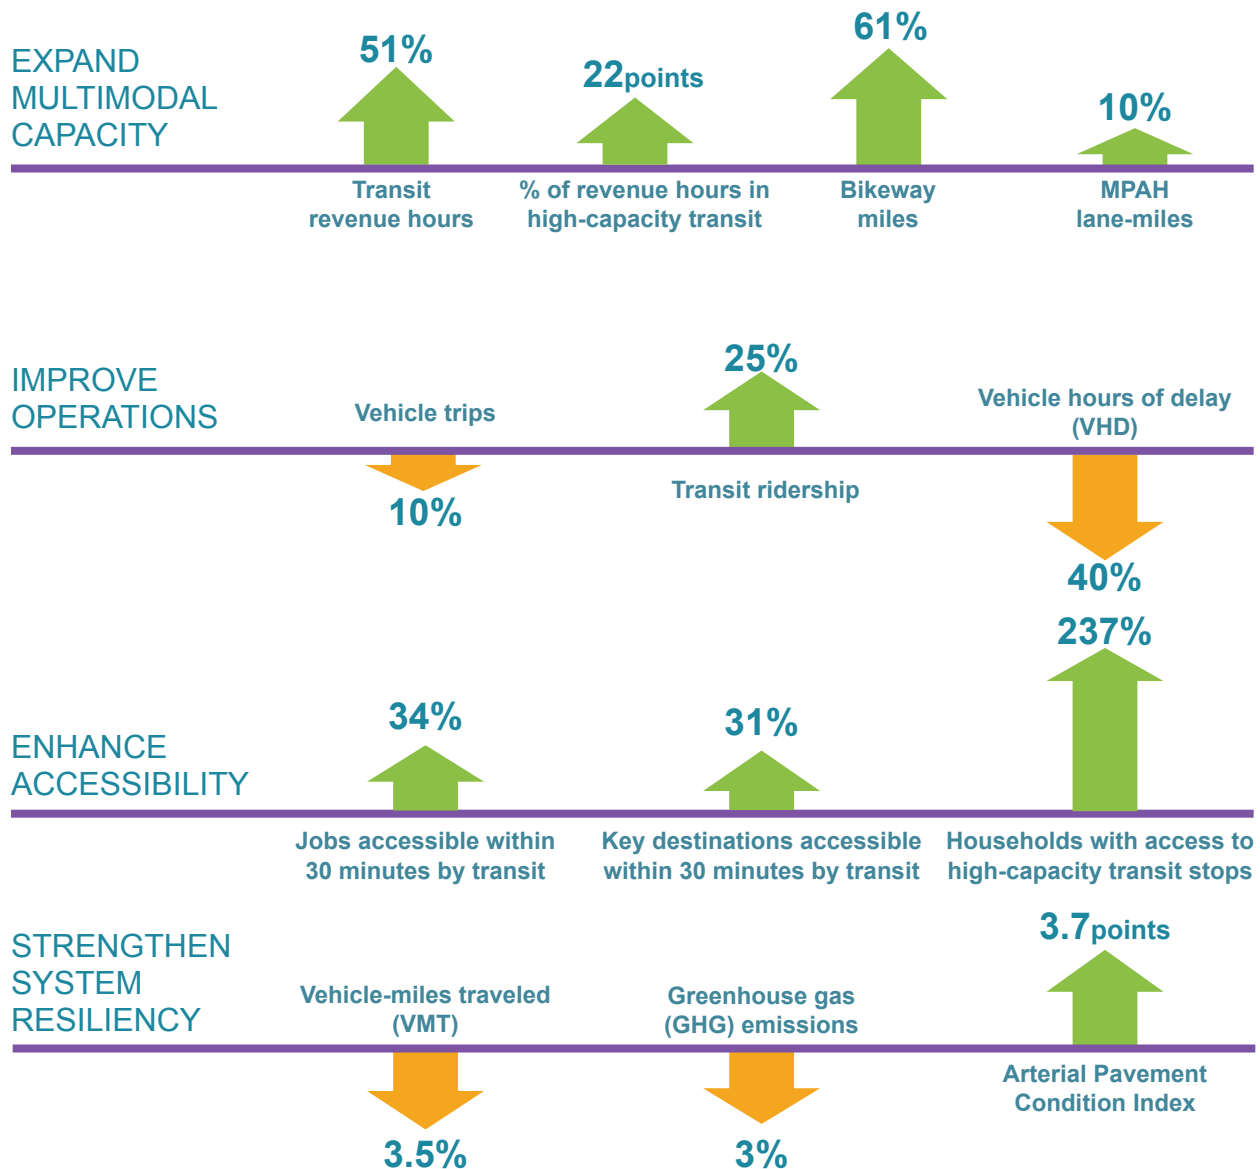 EXPAND
MULTIMODAL
CAPACITY
51%
22points
61%
10%
Transit
revenue hours
% of revenue hours in
high-capacity transit
Bikeway
miles
MPAH
lane-miles
IMPROVE
OPERATIONS
Vehicle trips
10%
25%
Transit ridership
Vehicle hours of delay
(VHD)
40%
ENHANCE
ACCESSIBILITY
34%
Jobs accessible within
30 minutes by transit
31%
Key destinations accessible
within 30 minutes by transit
237%
Households with access to
high-capacity transit stops
STRENGTHEN
SYSTEM
RESILIENCY
Vehicle-miles traveled
(VMT)
3.5%
Greenhouse gas
(GHG) emissions
3%
3.7points
Arterial Pavement
Condition Index